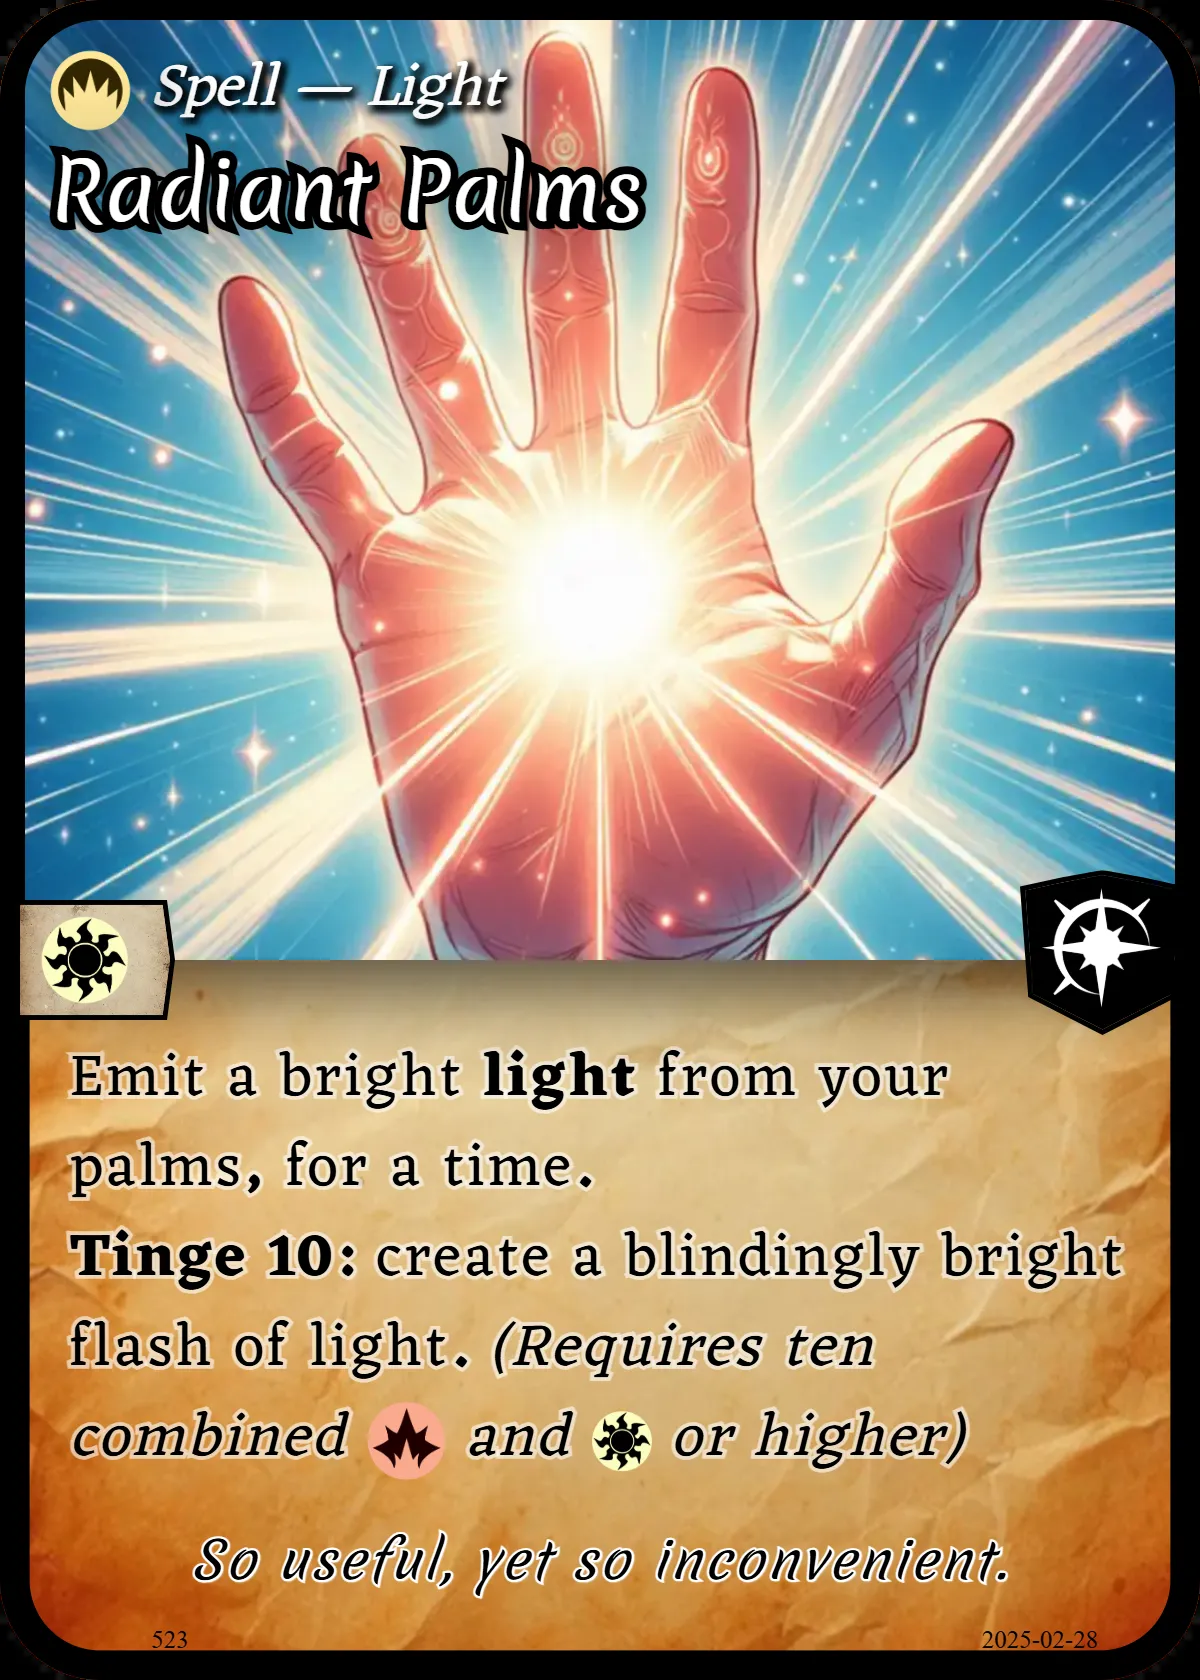 Spell — Light
Radiant Palms
Emit a bright light from your
palms, for a time.
Tinge 10: create a blindingly bright
flash of light. (Requires ten
combined and or higher)
So useful, yet so inconvenient.
523
2025-02-28